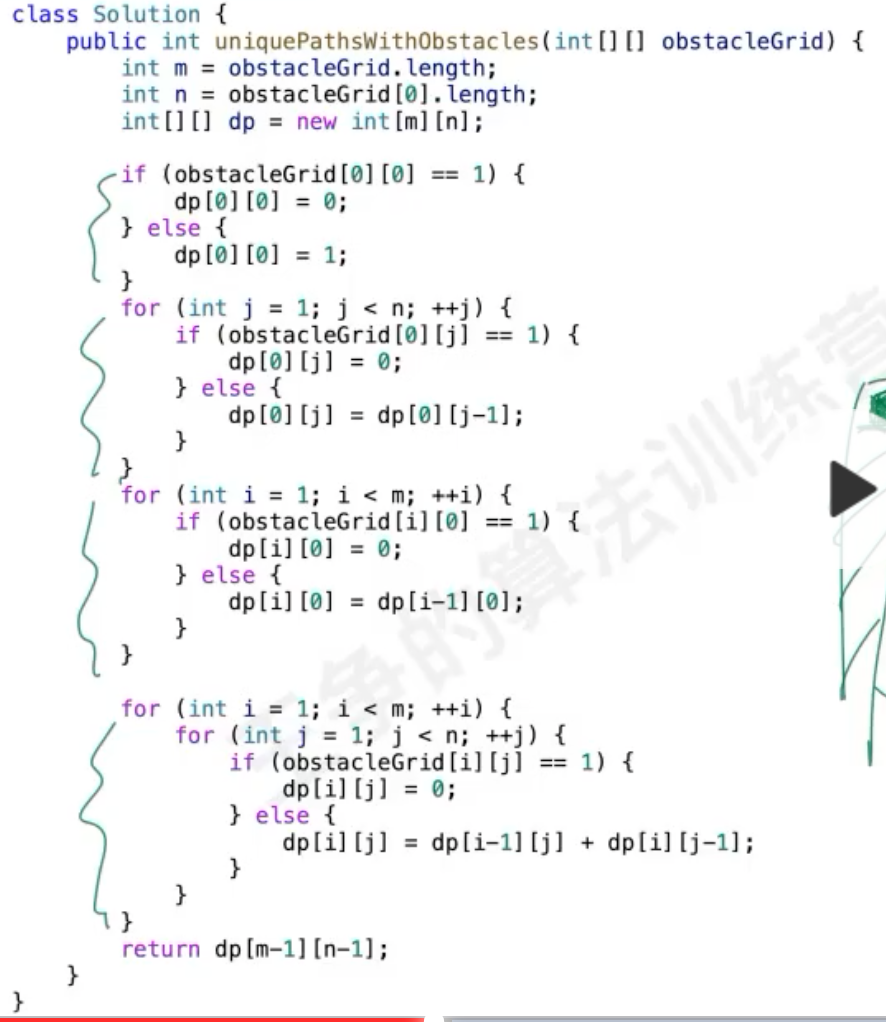 class Solution {
    public int uniquePathsWithObstacles(int[][] obstacleGrid) {
        int m = obstacleGrid.length;
        int n = obstacleGrid[0].length;
        int[][] dp = new int[m][n];

        if (obstacleGrid[0][0] == 1) {
            dp[0][0] = 0;
        } else {
            dp[0][0] = 1;
        }
        for (int j = 1; j < n; ++j) {
            if (obstacleGrid[0][j] == 1) {
                dp[0][j] = 0;
            } else {
                dp[0][j] = dp[0][j-1];
            }
        }
        for (int i = 1; i < m; ++i) {
            if (obstacleGrid[i][0] == 1) {
                dp[i][0] = 0;
            } else {
                dp[i][0] = dp[i-1][0];
            }
        }

        for (int i = 1; i < m; ++i) {
            for (int j = 1; j < n; ++j) {
                if (obstacleGrid[i][j] == 1) {
                    dp[i][j] = 0;
                } else {
                    dp[i][j] = dp[i-1][j] + dp[i][j-1];
                }
            }
        }
        return dp[m-1][n-1];
    }
}
争的算法训练营